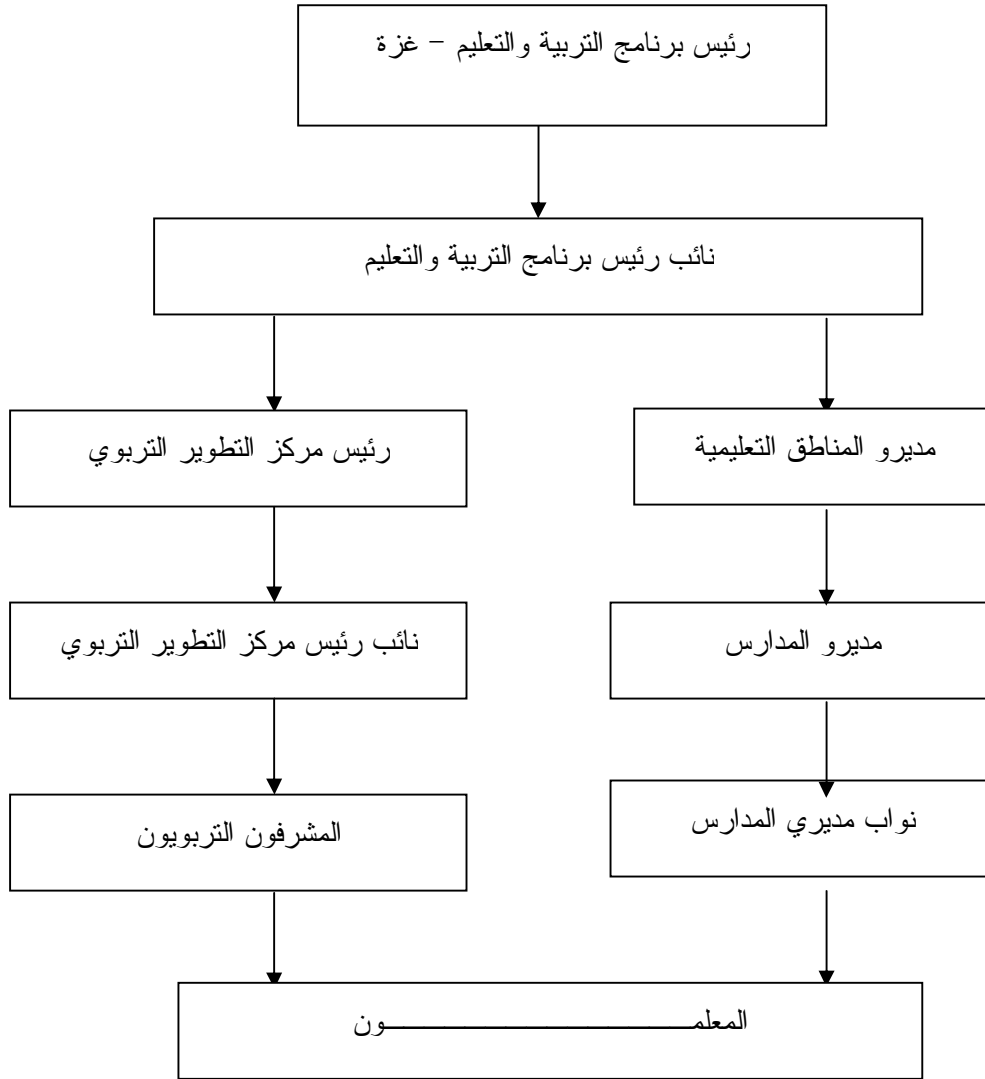 رئيس برنامج التربية والتعليم – غزة
نائب رئيس برنامج التربية والتعليم
مديرو المناطق التعليمية
رئيس مركز التطوير التربوي
مديرو المدارس
نائب رئيس مركز التطوير التربوي
نواب مديري المدارس
المشرفون التربويون
المعلمـــــــــــــــــــــــــــــــــــون